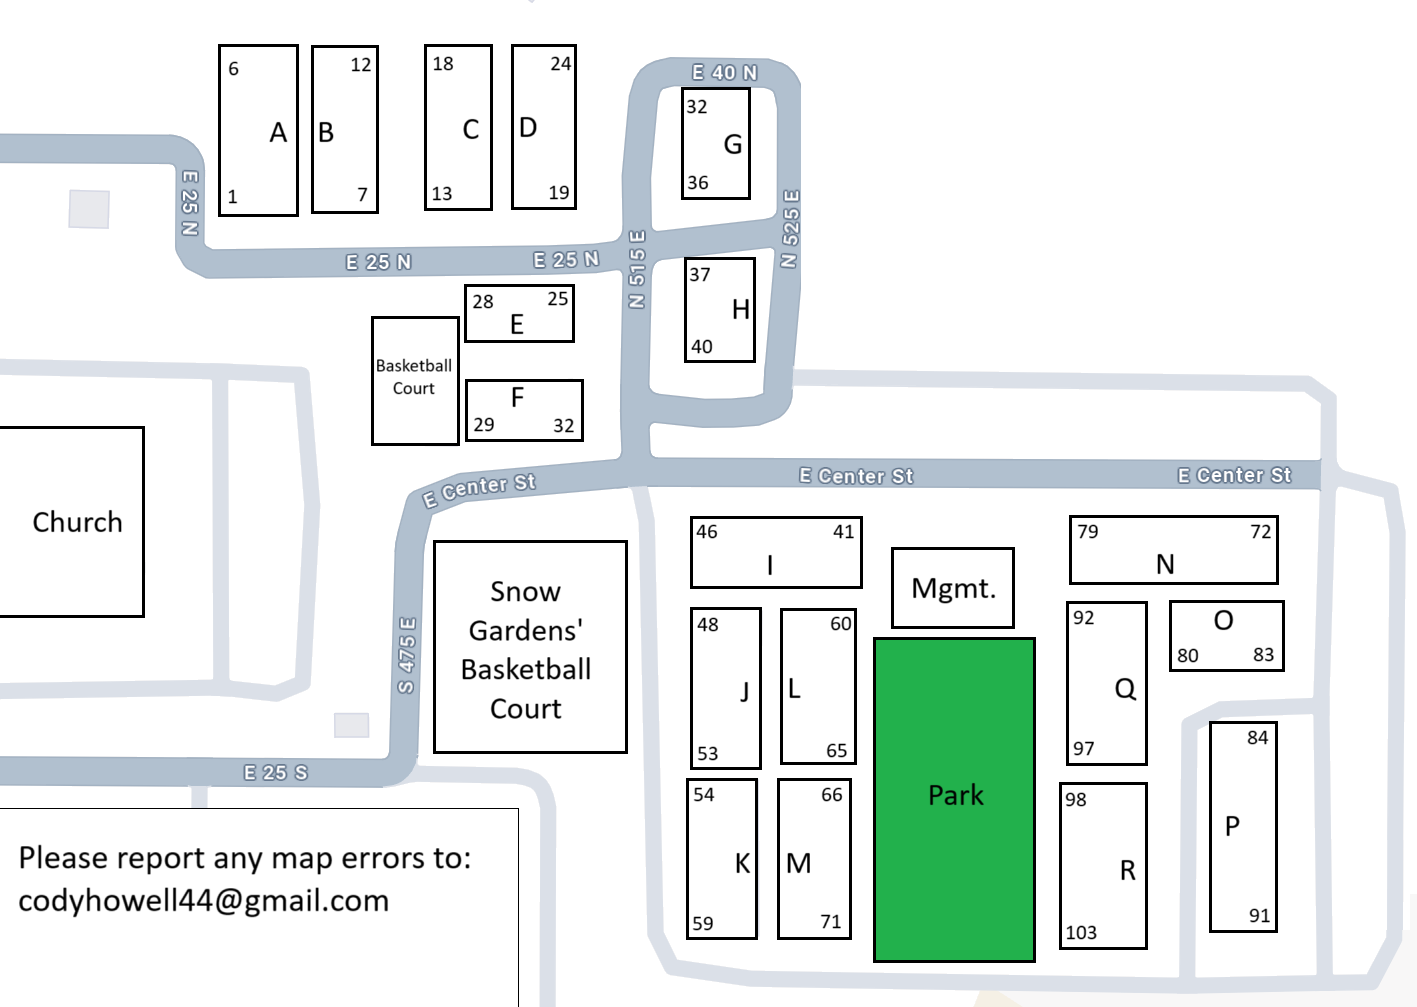 E 40 N
6
12
18
24
A
B
C
D
1
7
13
19
32
G
36
E 25 N
E 25 N
E 25 N
N 515 E
N 525 E
37
H
40
28
25
E
Basketball
Court
F
29
32
Church
E Center St
E Center St
E Center St
S 475 E
E 25 S
Snow
Gardens'
Basketball
Court
46
41
I
Mgmt.
79
72
N
48
53
J
60
65
L
92
97
Q
O
80
83
54
59
K
66
71
M
Park
98
103
R
84
P
91
Please report any map errors to:
codyhowell44@gmail.com